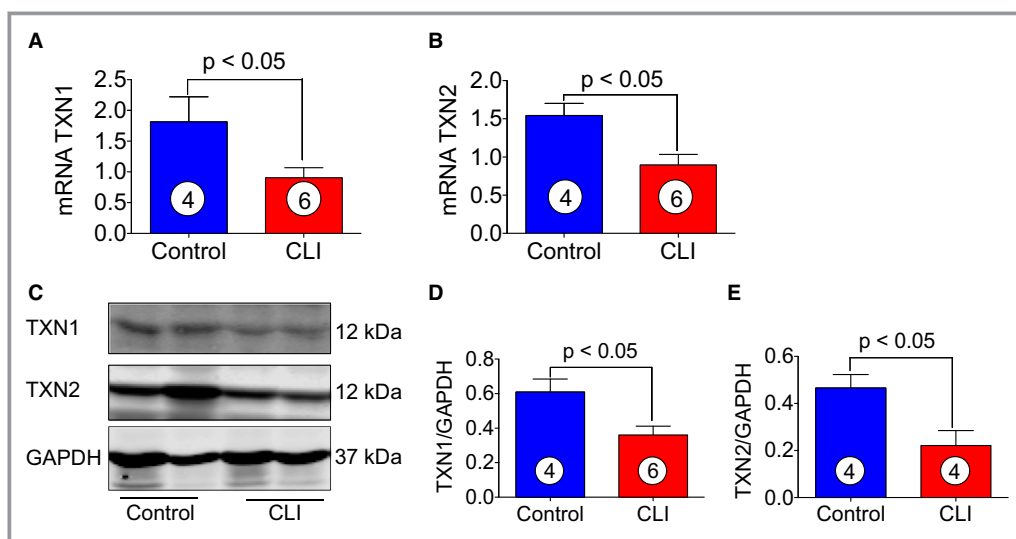 A
p < 0.05
mRNA TXN1
2.5
2.0
1.5
1.0
0.5
0.0
4
6
Control
CLI
B
p < 0.05
mRNA TXN2
2.0
1.5
1.0
0.5
0.0
4
6
Control
CLI
C
TXN1
12 kDa
TXN2
12 kDa
GAPDH
37 kDa
Control
CLI
D
p < 0.05
TXN1/GAPDH
0.8
0.6
0.4
0.2
0.0
4
6
Control
CLI
E
p < 0.05
TXN2/GAPDH
0.6
0.4
0.2
0.0
4
4
Control
CLI